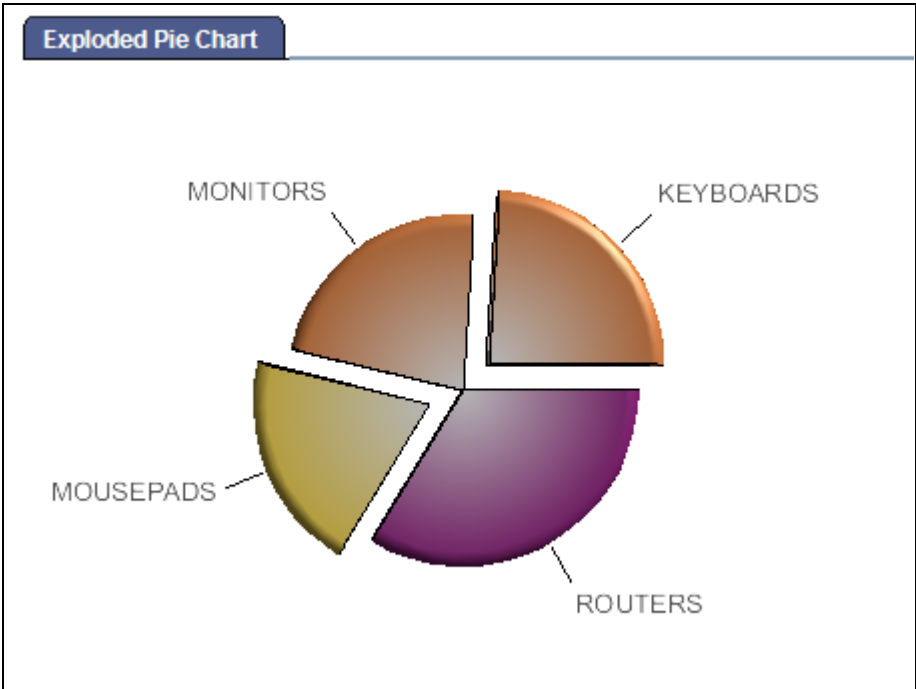 Exploded Pie Chart
MONITORS
KEYBOARDS
MOUSEPADS
ROUTERS